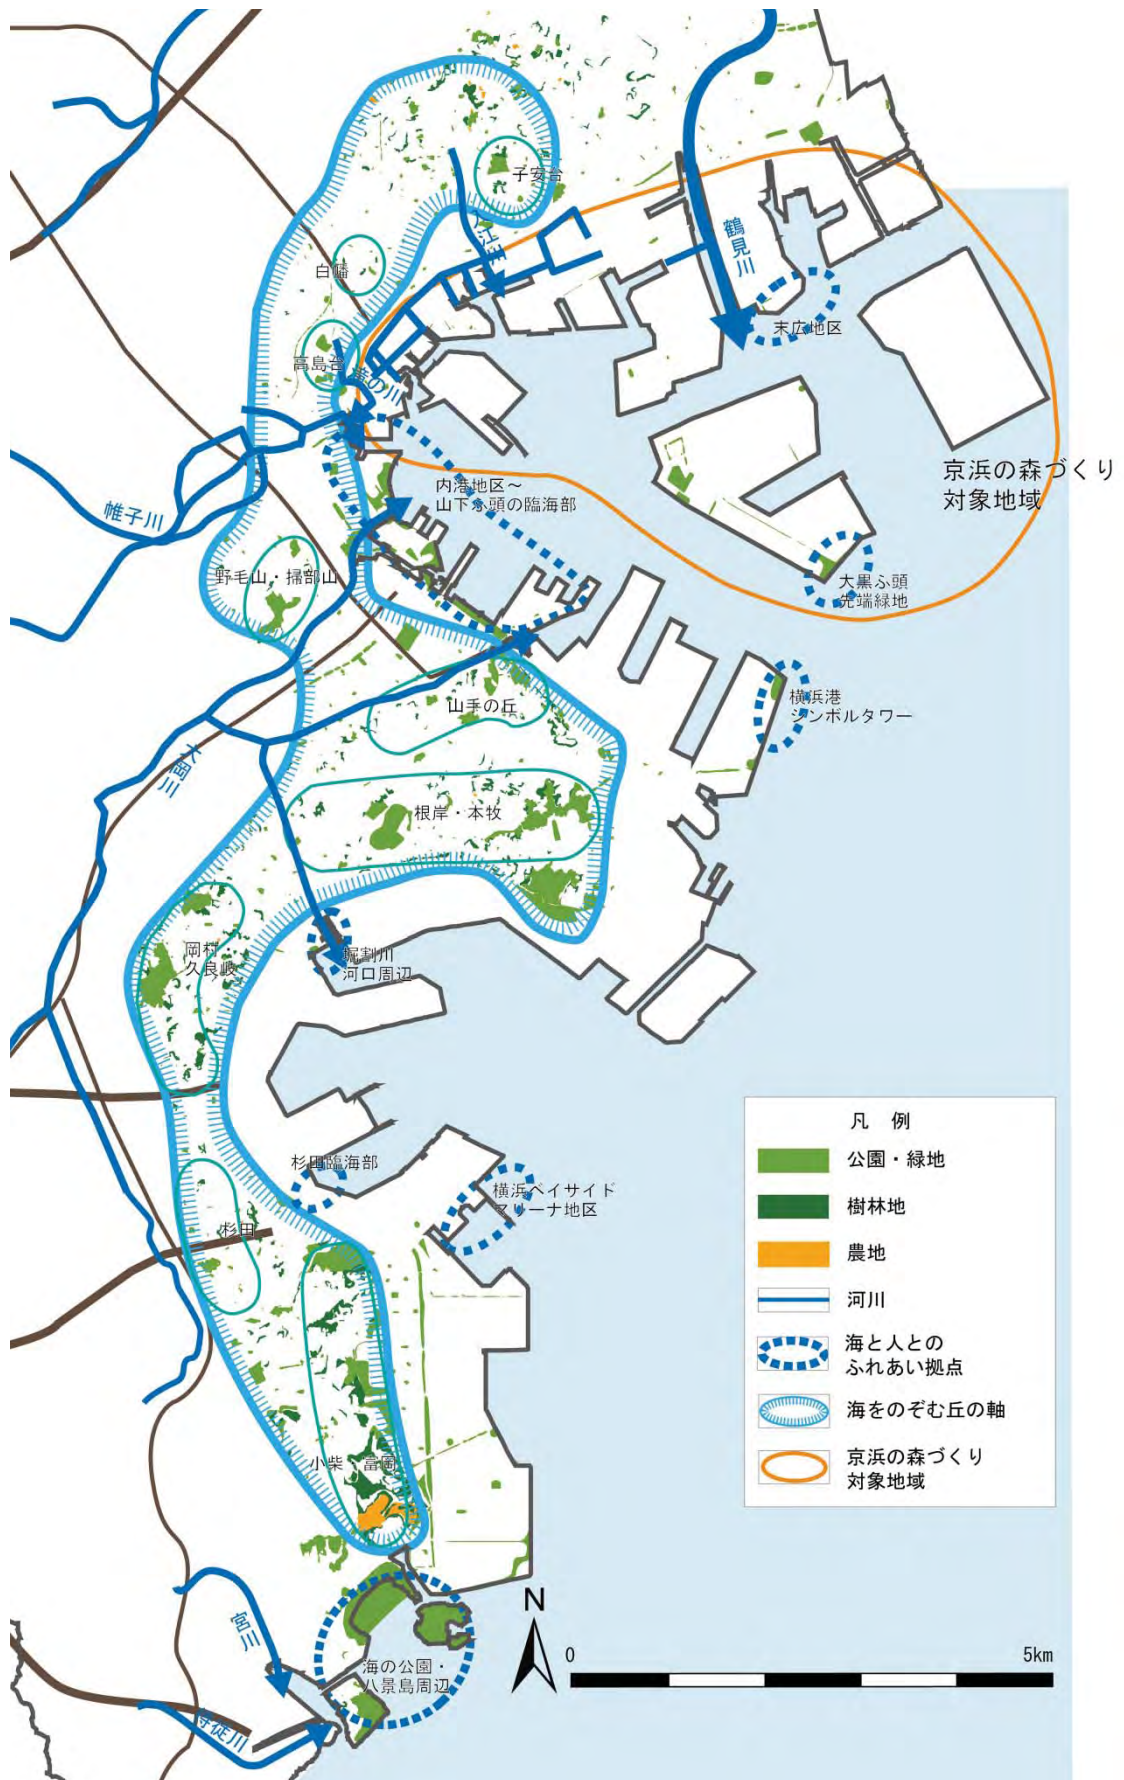 子安台
入江川
鶴見川
白幡
末広地区
高島台
滝の川
京浜の森づくり
対象地域
内港地区~
山下ふ頭の臨海部
帷子川
野毛山・掃部山
大黒ふ頭
先端緑地
山手の丘
横浜港
シンボルタワー
大岡川
根岸・本牧
岡村・
久良岐
堀割川
河口周辺
杉田臨海部
横浜ベイサイド
マリーナ地区
杉田
小柴・富岡
海の公園・
八景島周辺
宮川
侍従川
凡 例
公園・緑地
樹林地
農地
河川
海と人との
ふれあい拠点
海をのぞむ丘の軸
京浜の森づくり
対象地域
N
0
5km